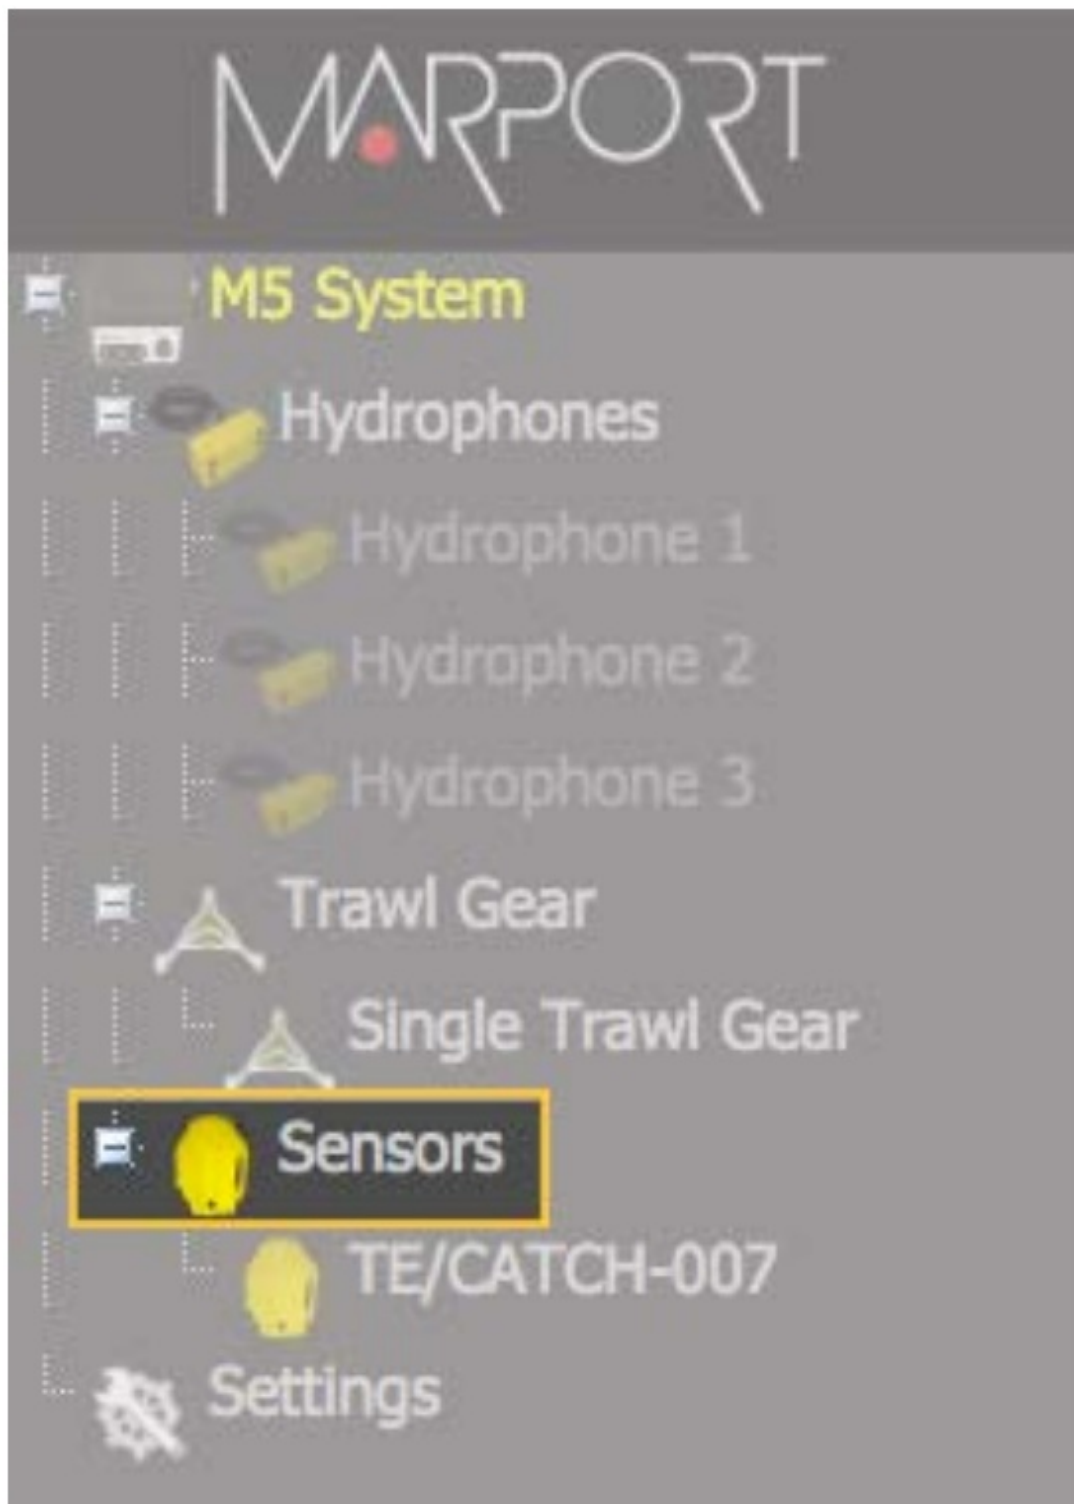 MARPORT
M5 System
Hydrophones
Hydrophone 1
Hydrophone 2
Hydrophone 3
Trawl Gear
Single Trawl Gear
Sensors
TE/CATCH-007
Settings